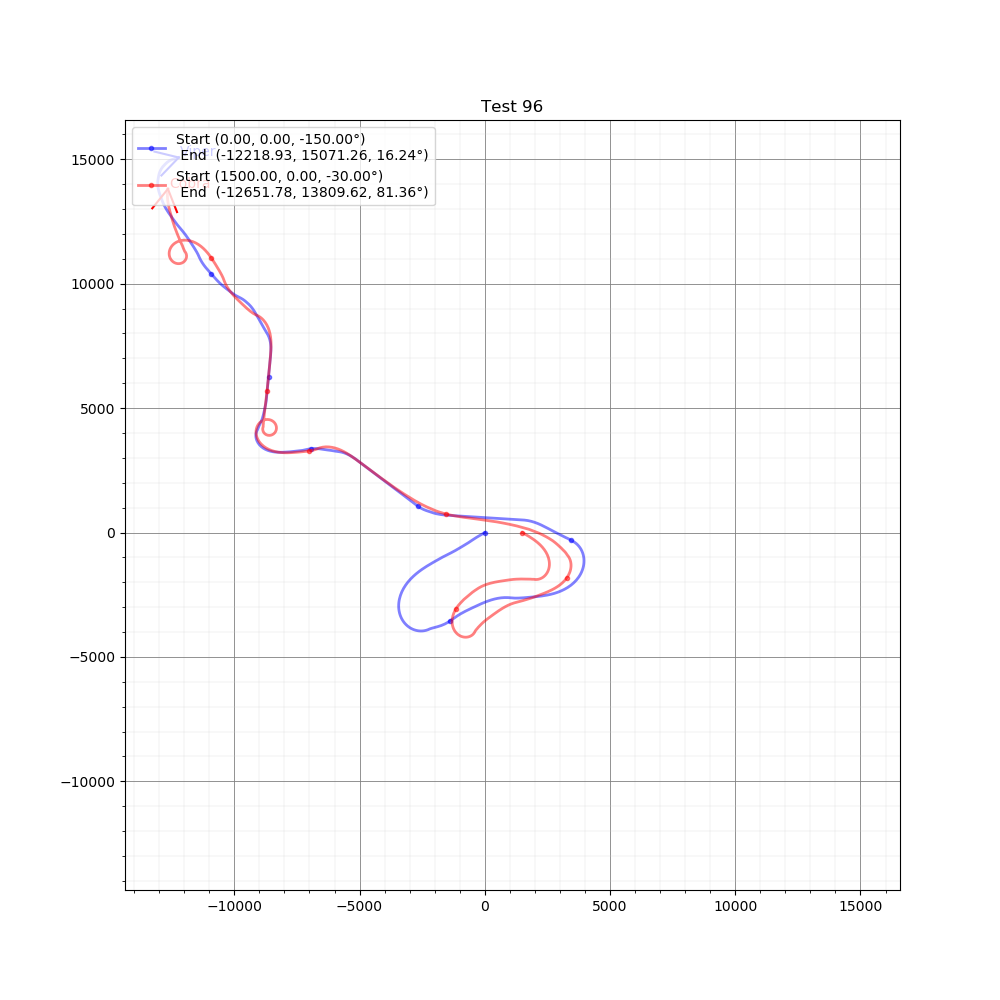 Test 96
Start (0.00, 0.00, -150.00°)
End (-12218.93, 15071.26, 16.24°)
Start (1500.00, 0.00, -30.00°)
End (-12651.78, 13809.62, 81.36°)
15000
10000
5000
0
−5000
−10000
−10000 −5000 0 5000 10000 15000